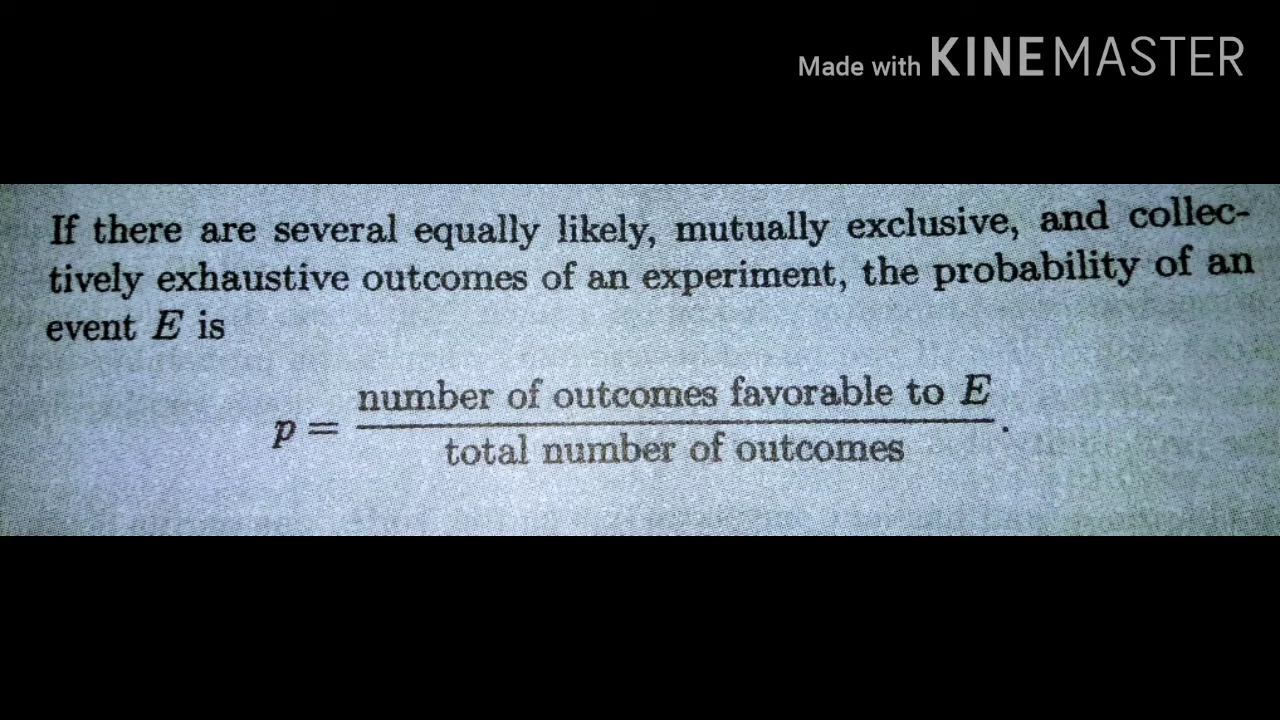 Made with KINEMASTER
If there are several equally likely, mutually exclusive, and collec-
tively exhaustive outcomes of an experiment, the probability of an
event E is
number of outcomes favorable to E
p = .
total number of outcomes